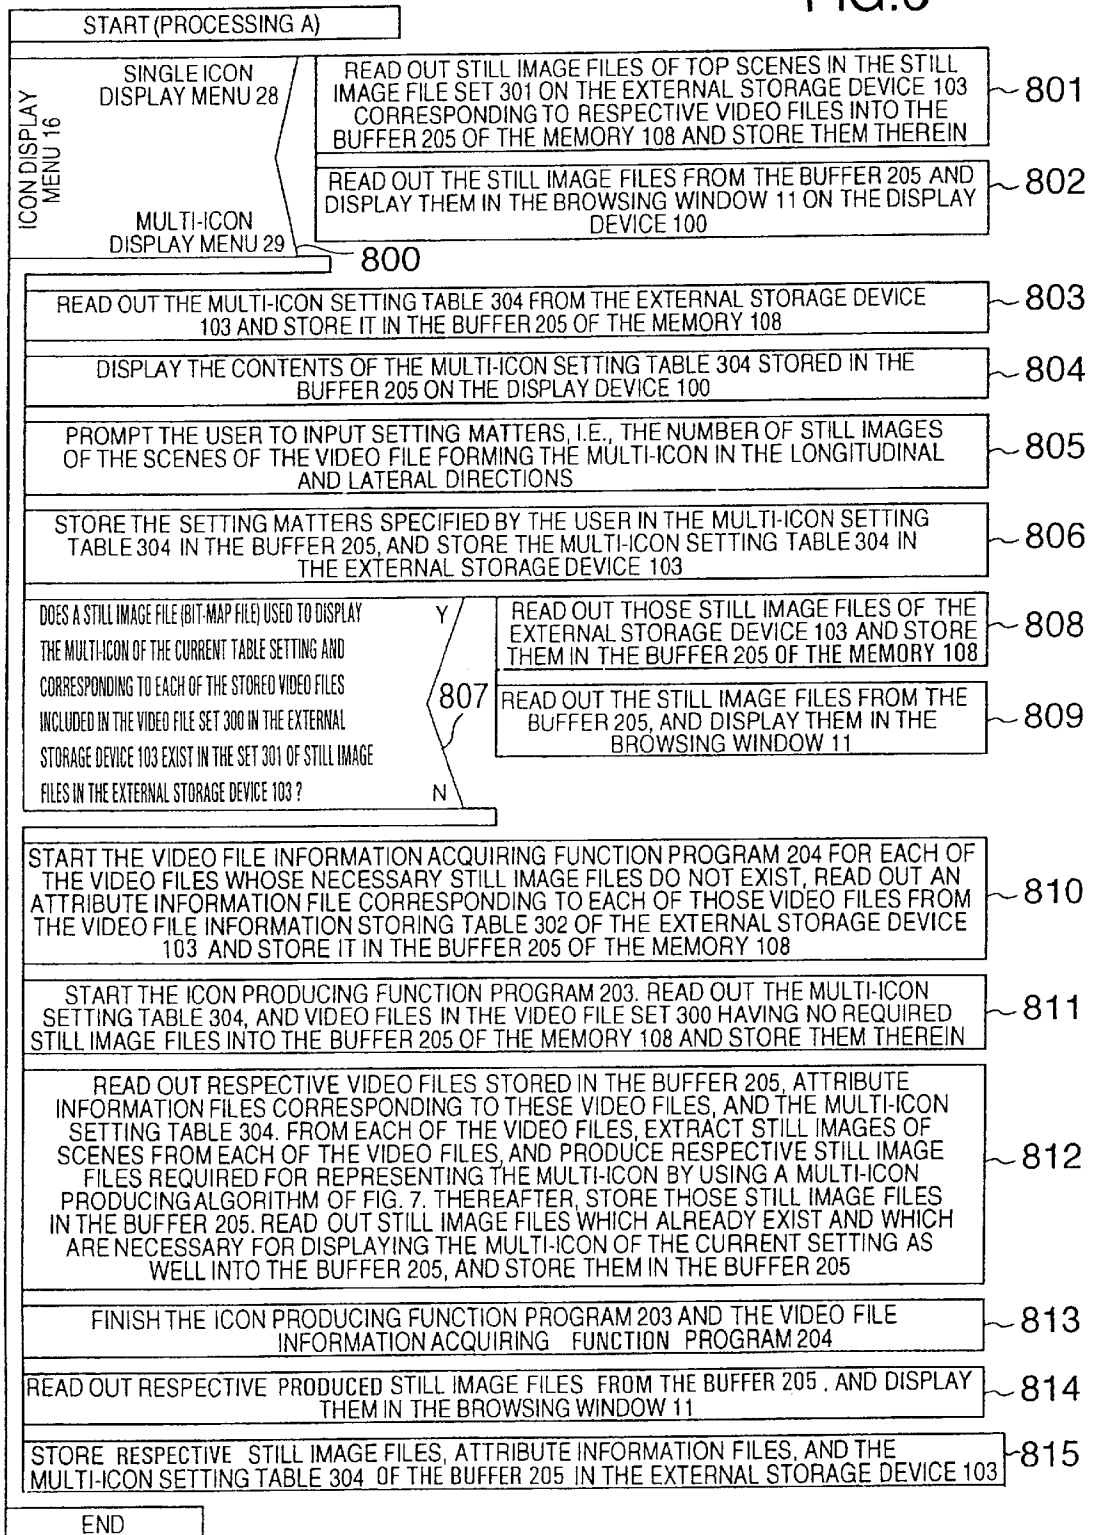 START (PROCESSING A)
ICON DISPLAY
MENU 16
SINGLE ICON
DISPLAY MENU 28
MULTI-ICON
DISPLAY MENU 29
800
READ OUT STILL IMAGE FILES OF TOP SCENES IN THE STILL
IMAGE FILE SET 301 ON THE EXTERNAL STORAGE DEVICE 103
CORRESPONDING TO RESPECTIVE VIDEO FILES INTO THE
BUFFER 205 OF THE MEMORY 108 AND STORE THEM THEREIN
801
READ OUT THE STILL IMAGE FILES FROM THE BUFFER 205 AND
DISPLAY THEM IN THE BROWSING WINDOW 11 ON THE DISPLAY
DEVICE 100
802
READ OUT THE MULTI-ICON SETTING TABLE 304 FROM THE EXTERNAL STORAGE DEVICE
103 AND STORE IT IN THE BUFFER 205 OF THE MEMORY 108
803
DISPLAY THE CONTENTS OF THE MULTI-ICON SETTING TABLE 304 STORED IN THE
BUFFER 205 ON THE DISPLAY DEVICE 100
804
PROMPT THE USER TO INPUT SETTING MATTERS, I.E., THE NUMBER OF STILL IMAGES
OF THE SCENES OF THE VIDEO FILE FORMING THE MULTI-ICON IN THE LONGITUDINAL
AND LATERAL DIRECTIONS
805
STORE THE SETTING MATTERS SPECIFIED BY THE USER IN THE MULTI-ICON SETTING
TABLE 304 IN THE BUFFER 205, AND STORE THE MULTI-ICON SETTING TABLE 304 IN
THE EXTERNAL STORAGE DEVICE 103
806
DOES A STILL IMAGE FILE (BIT-MAP FILE) USED TO DISPLAY
THE MULTI-ICON OF THE CURRENT TABLE SETTING AND
CORRESPONDING TO EACH OF THE STORED VIDEO FILES
INCLUDED IN THE VIDEO FILE SET 300 IN THE EXTERNAL
STORAGE DEVICE 103 EXIST IN THE SET 301 OF STILL IMAGE
FILES IN THE EXTERNAL STORAGE DEVICE 103 ?
Y
807
N
READ OUT THOSE STILL IMAGE FILES OF THE
EXTERNAL STORAGE DEVICE 103 AND STORE
THEM IN THE BUFFER 205 OF THE MEMORY 108
808
READ OUT THE STILL IMAGE FILES FROM THE
BUFFER 205, AND DISPLAY THEM IN THE
BROWSING WINDOW 11
809
START THE VIDEO FILE INFORMATION ACQUIRING FUNCTION PROGRAM 204 FOR EACH OF
THE VIDEO FILES WHOSE NECESSARY STILL IMAGE FILES DO NOT EXIST, READ OUT AN
ATTRIBUTE INFORMATION FILE CORRESPONDING TO EACH OF THOSE VIDEO FILES FROM
THE VIDEO FILE INFORMATION STORING TABLE 302 OF THE EXTERNAL STORAGE DEVICE
103 AND STORE IT IN THE BUFFER 205 OF THE MEMORY 108
810
START THE ICON PRODUCING FUNCTION PROGRAM 203. READ OUT THE MULTI-ICON
SETTING TABLE 304, AND VIDEO FILES IN THE VIDEO FILE SET 300 HAVING NO REQUIRED
STILL IMAGE FILES INTO THE BUFFER 205 OF THE MEMORY 108 AND STORE THEM THEREIN
811
READ OUT RESPECTIVE VIDEO FILES STORED IN THE BUFFER 205, ATTRIBUTE
INFORMATION FILES CORRESPONDING TO THESE VIDEO FILES, AND THE MULTI-ICON
SETTING TABLE 304. FROM EACH OF THE VIDEO FILES, EXTRACT STILL IMAGES OF
SCENES FROM EACH OF THE VIDEO FILES, AND PRODUCE RESPECTIVE STILL IMAGE
FILES REQUIRED FOR REPRESENTING THE MULTI-ICON BY USING A MULTI-ICON
PRODUCING ALGORITHM OF FIG. 7. THEREAFTER, STORE THOSE STILL IMAGE FILES
IN THE BUFFER 205. READ OUT STILL IMAGE FILES WHICH ALREADY EXIST AND WHICH
ARE NECESSARY FOR DISPLAYING THE MULTI-ICON OF THE CURRENT SETTING AS
WELL INTO THE BUFFER 205, AND STORE THEM IN THE BUFFER 205
812
FINISH THE ICON PRODUCING FUNCTION PROGRAM 203 AND THE VIDEO FILE
INFORMATION ACQUIRING FUNCTION PROGRAM 204
813
READ OUT RESPECTIVE PRODUCED STILL IMAGE FILES FROM THE BUFFER 205 , AND DISPLAY
THEM IN THE BROWSING WINDOW 11
814
STORE RESPECTIVE STILL IMAGE FILES, ATTRIBUTE INFORMATION FILES, AND THE
MULTI-ICON SETTING TABLE 304 OF THE BUFFER 205 IN THE EXTERNAL STORAGE DEVICE 103
815
END